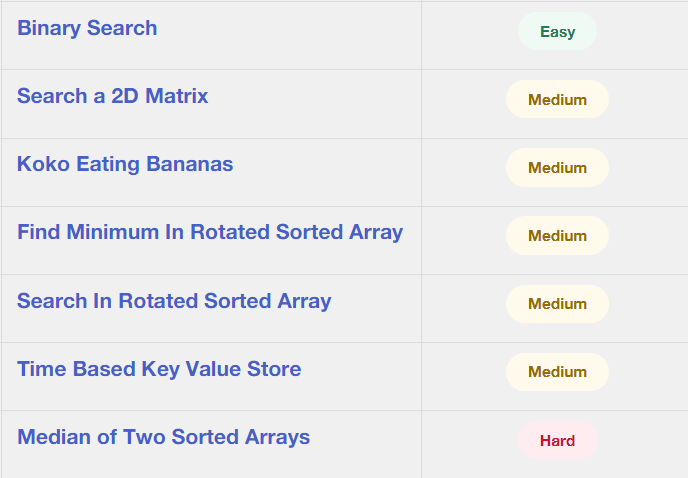 Binary Search Easy
Search a 2D Matrix Medium
Koko Eating Bananas Medium
Find Minimum In Rotated Sorted Array Medium
Search In Rotated Sorted Array Medium
Time Based Key Value Store Medium
Median of Two Sorted Arrays Hard